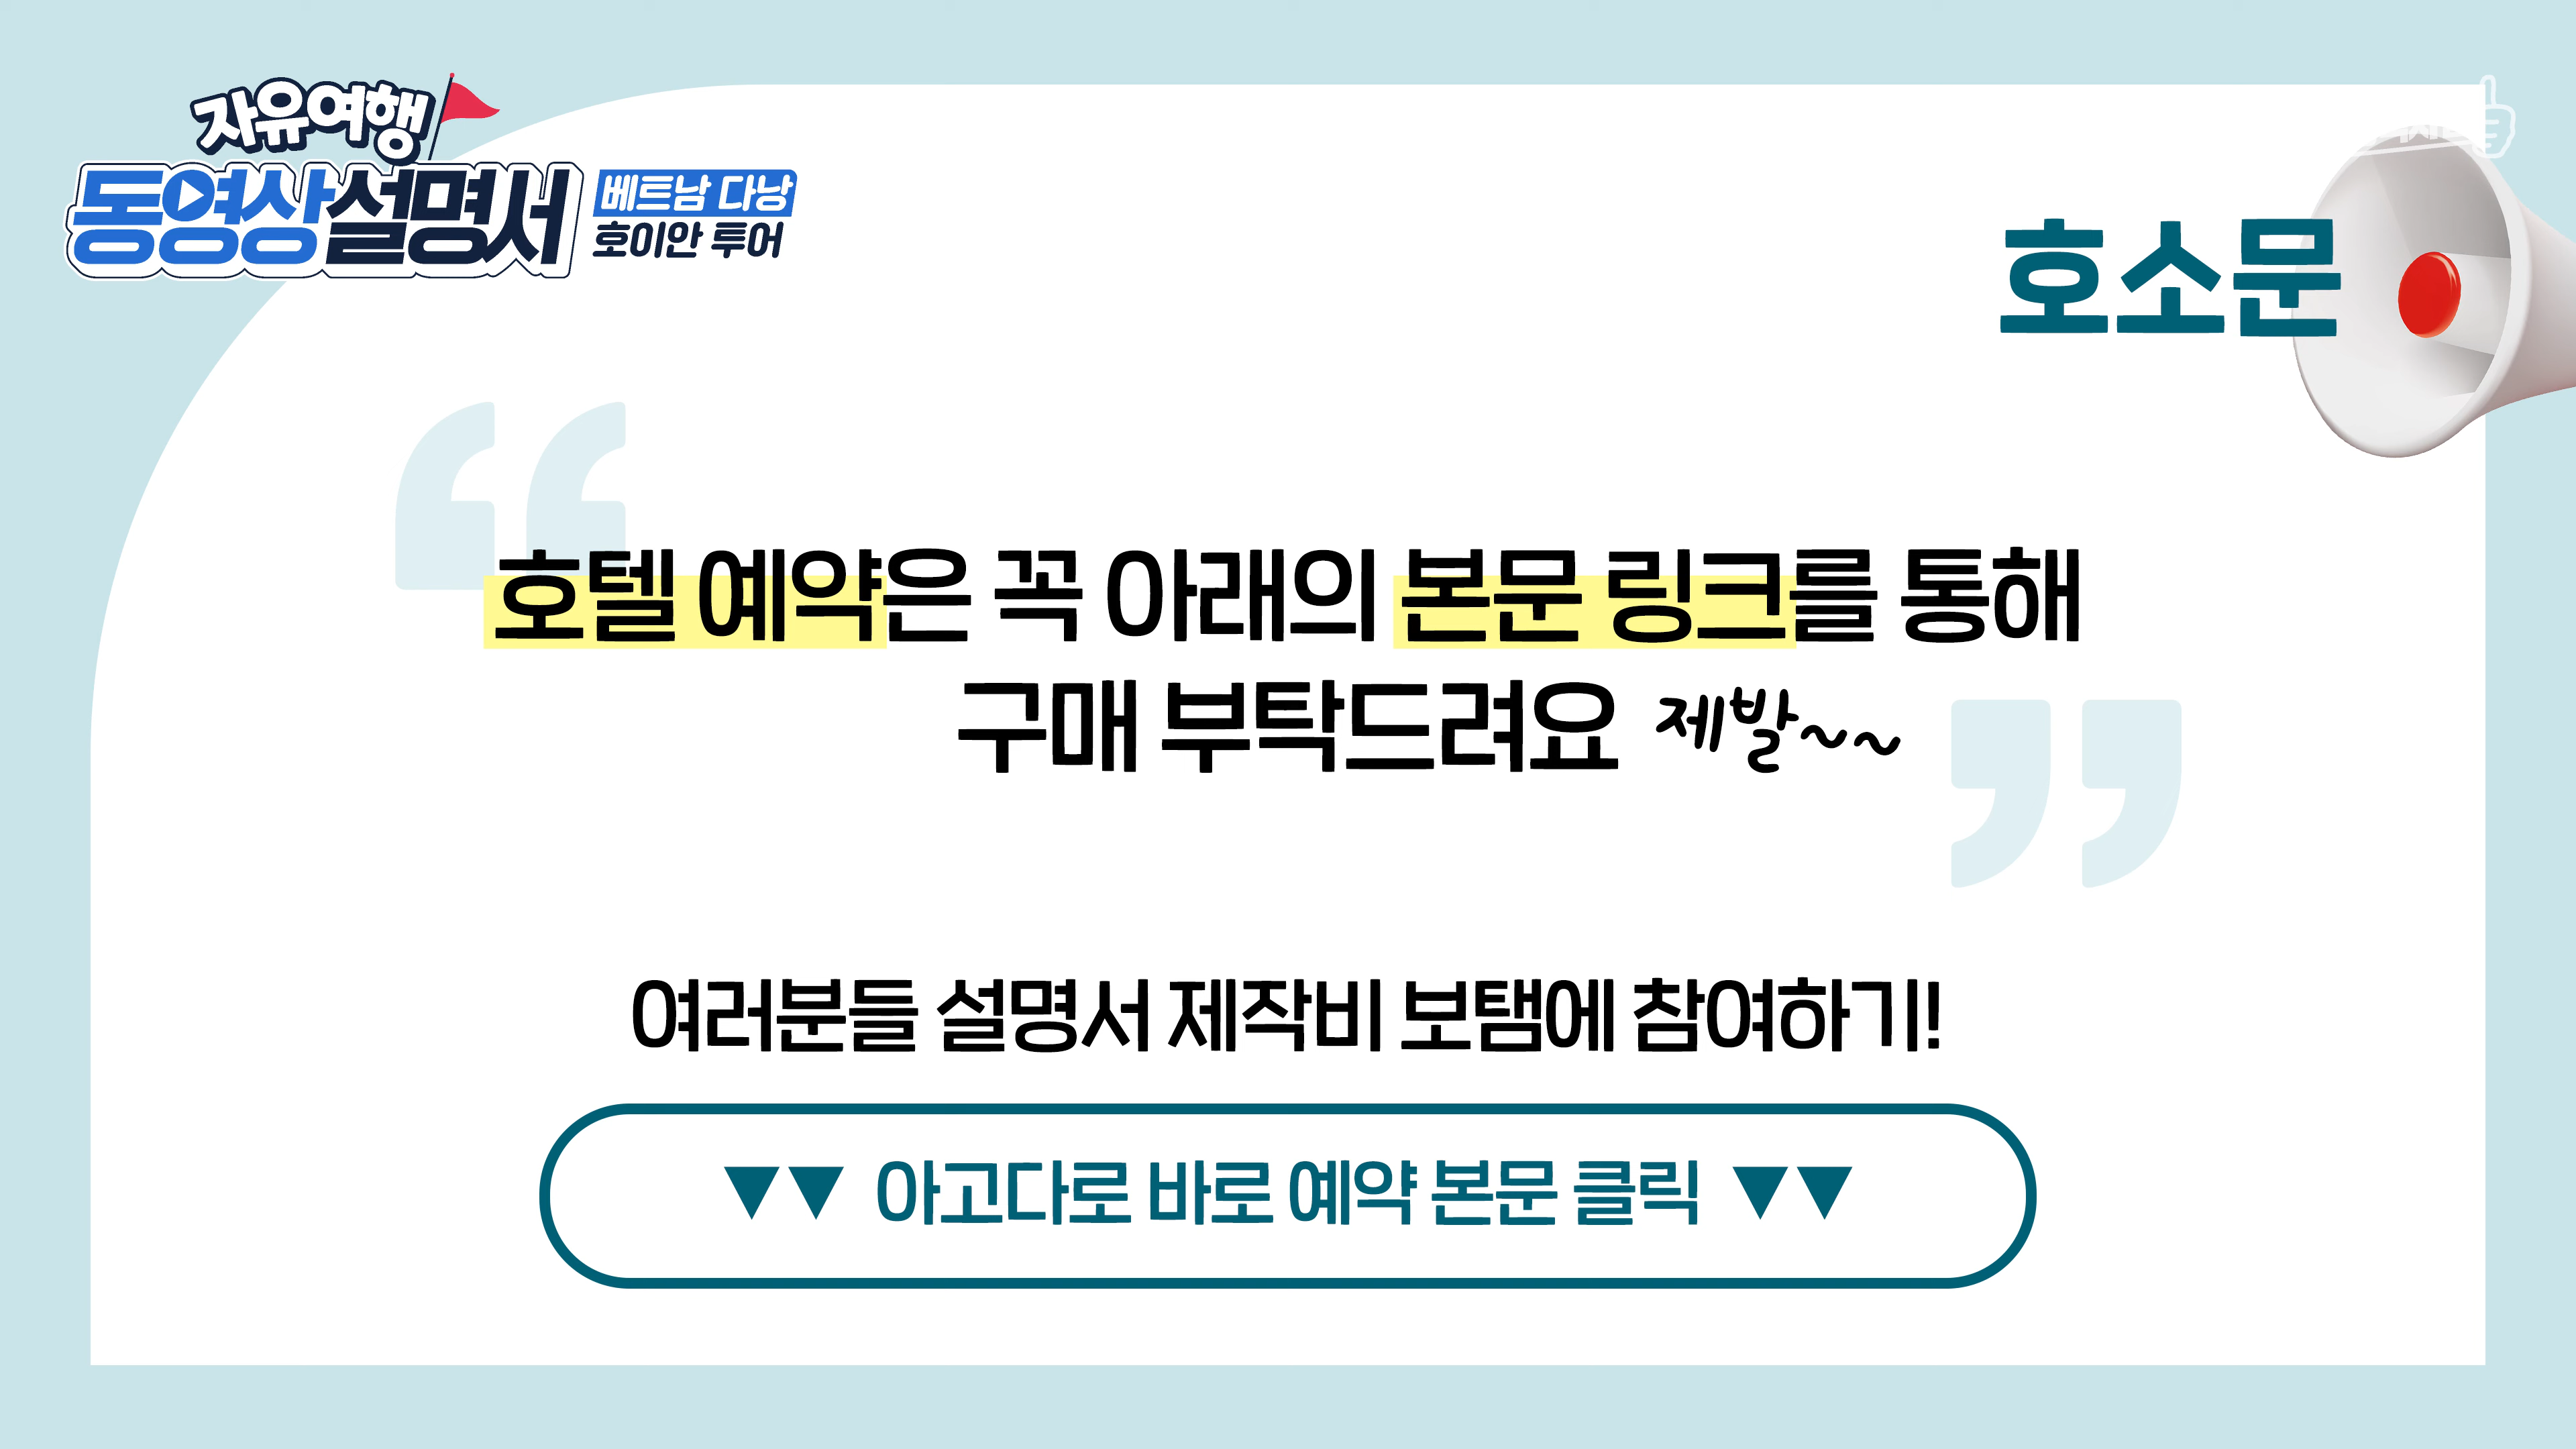 자유여행
동영상설명서
베트남 다낭
호이안 투어
호소문
호텔 예약은 꼭 아래의 본문 링크를 통해
구매 부탁드려요 제발~~
여러분들 설명서 제작비 보탬에 참여하기!
▼▼ 아고다로 바로 예약 본문 클릭 ▼▼